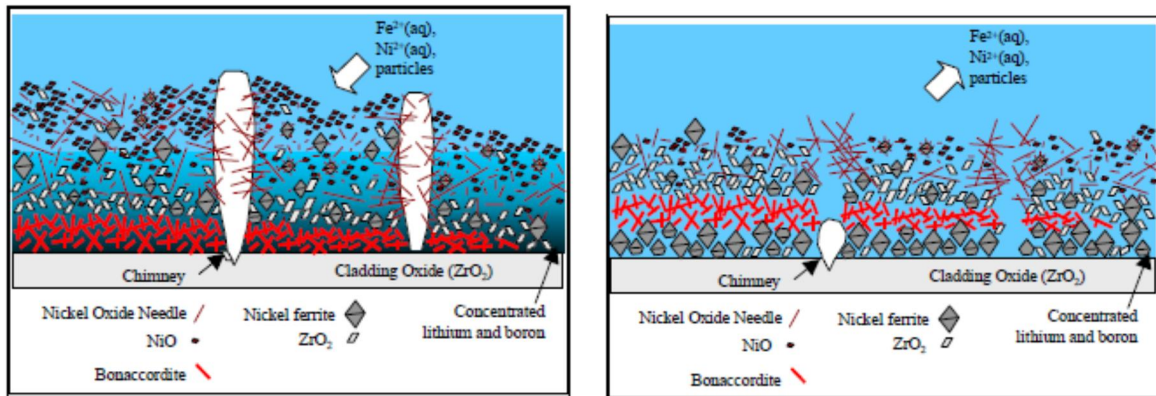 Fe²⁺(aq),
Ni²⁺(aq),
particles
Chimney
Cladding Oxide (ZrO₂)
Nickel Oxide Needle
Nickel ferrite
Concentrated
lithium and boron
NiO
ZrO₂
Bonaccordite
Fe²⁺(aq),
Ni²⁺(aq),
particles
Chimney
Cladding Oxide (ZrO₂)
Nickel Oxide Needle
Nickel ferrite
Concentrated
lithium and boron
NiO
ZrO₂
Bonaccordite